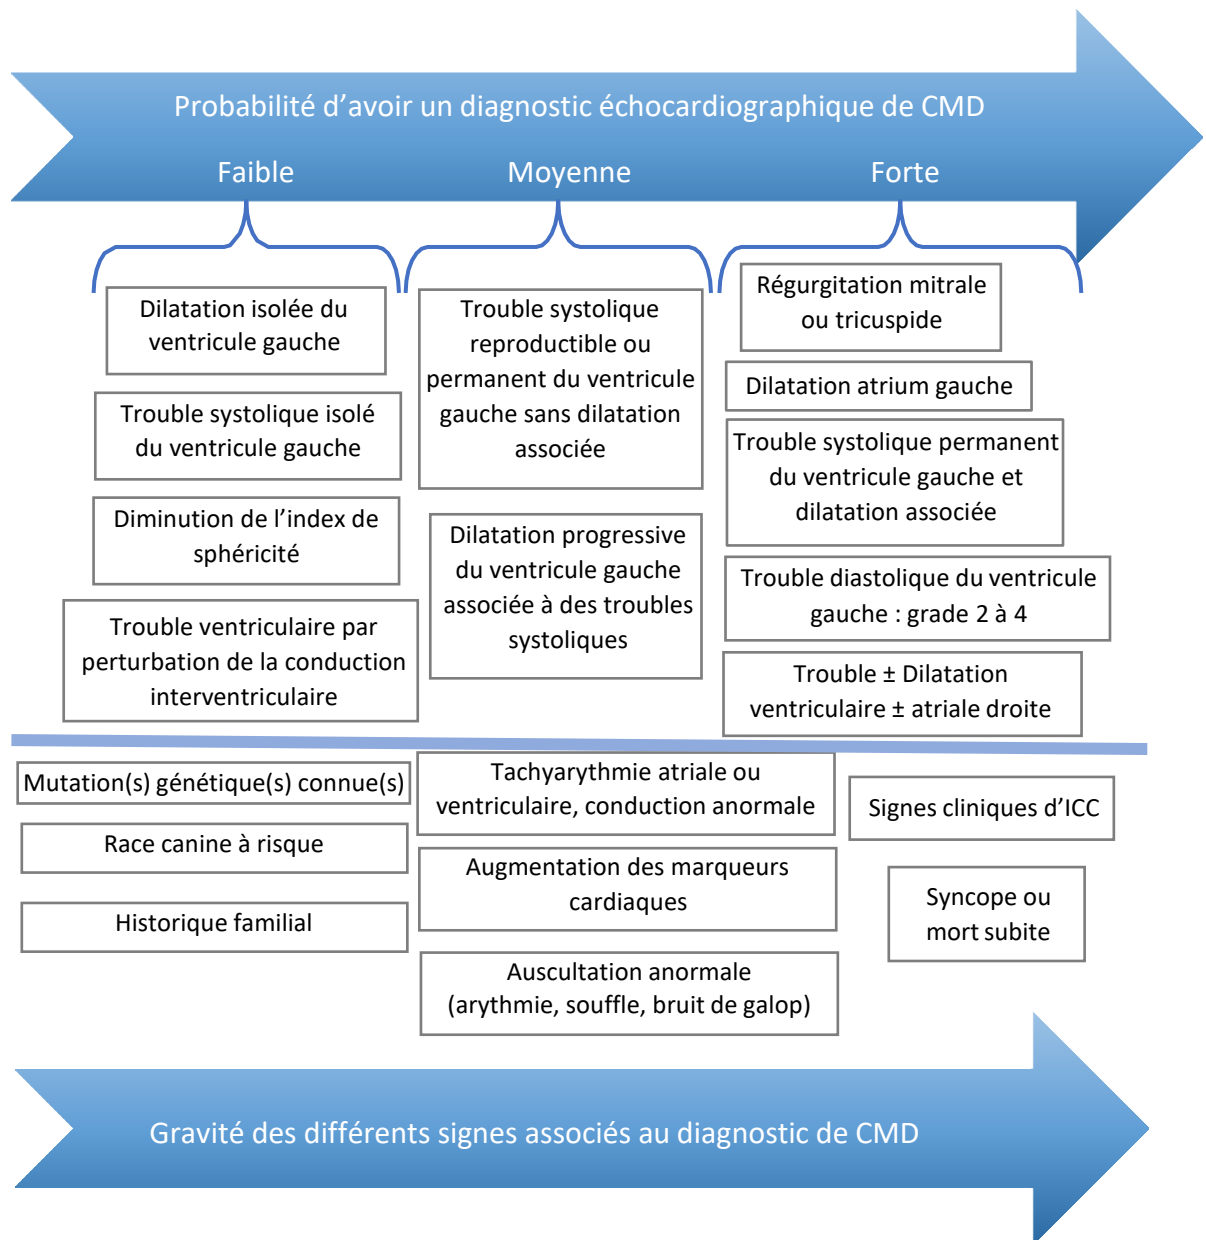 Probabilité d’avoir un diagnostic échocardiographique de CMD
Faible
Moyenne
Forte
Dilatation isolée du
ventricule gauche
Trouble systolique isolé
du ventricule gauche
Diminution de l’index de
sphéricité
Trouble ventriculaire par
perturbation de la conduction
interventriculaire
Trouble systolique
reproductible ou
permanent du ventricule
gauche sans dilatation
associée
Dilatation progressive
du ventricule gauche
associée à des troubles
systoliques
Régurgitation mitrale
ou tricuspide
Dilatation atrium gauche
Trouble systolique permanent
du ventricule gauche et
dilatation associée
Trouble diastolique du ventricule
gauche : grade 2 à 4
Trouble ± Dilatation
ventriculaire ± atriale droite
Mutation(s) génétique(s) connue(s)
Race canine à risque
Historique familial
Tachyarythmie atriale ou
ventriculaire, conduction anormale
Augmentation des marqueurs
cardiaques
Auscultation anormale
(arythmie, souffle, bruit de galop)
Signes cliniques d’ICC
Syncope ou
mort subite
Gravité des différents signes associés au diagnostic de CMD